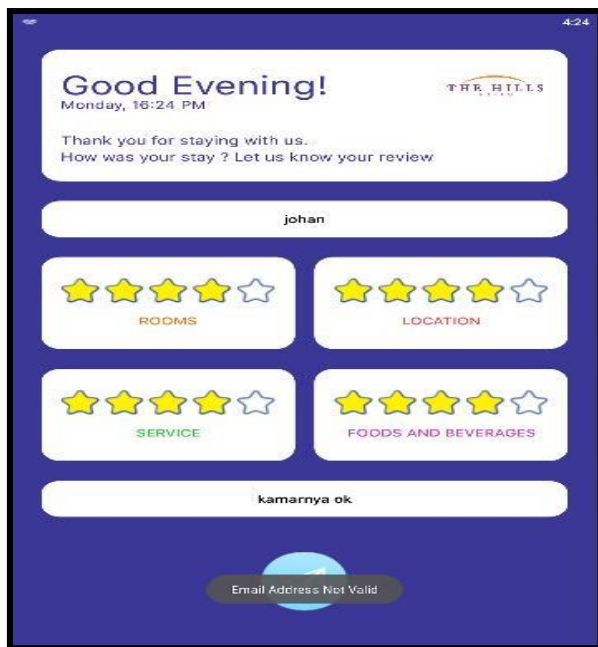 4:24
Good Evening!
THE HILLS
Monday, 16:24 PM
Thank you for staying with us.
How was your stay ? Let us know your review
johan
ROOMS
LOCATION
SERVICE
FOODS AND BEVERAGES
kamarnya ok
Email Address Not Valid